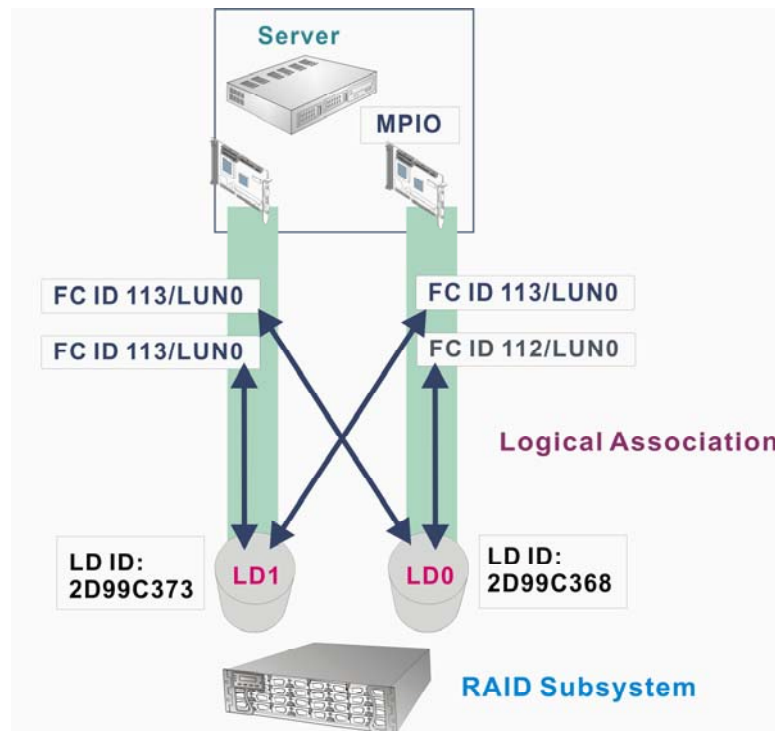 Server
MPIO
FC ID 113/LUN0
FC ID 113/LUN0
FC ID 113/LUN0
FC ID 112/LUN0
Logical Association
LD ID:
2D99C373
LD1
LD0
LD ID:
2D99C368
RAID Subsystem